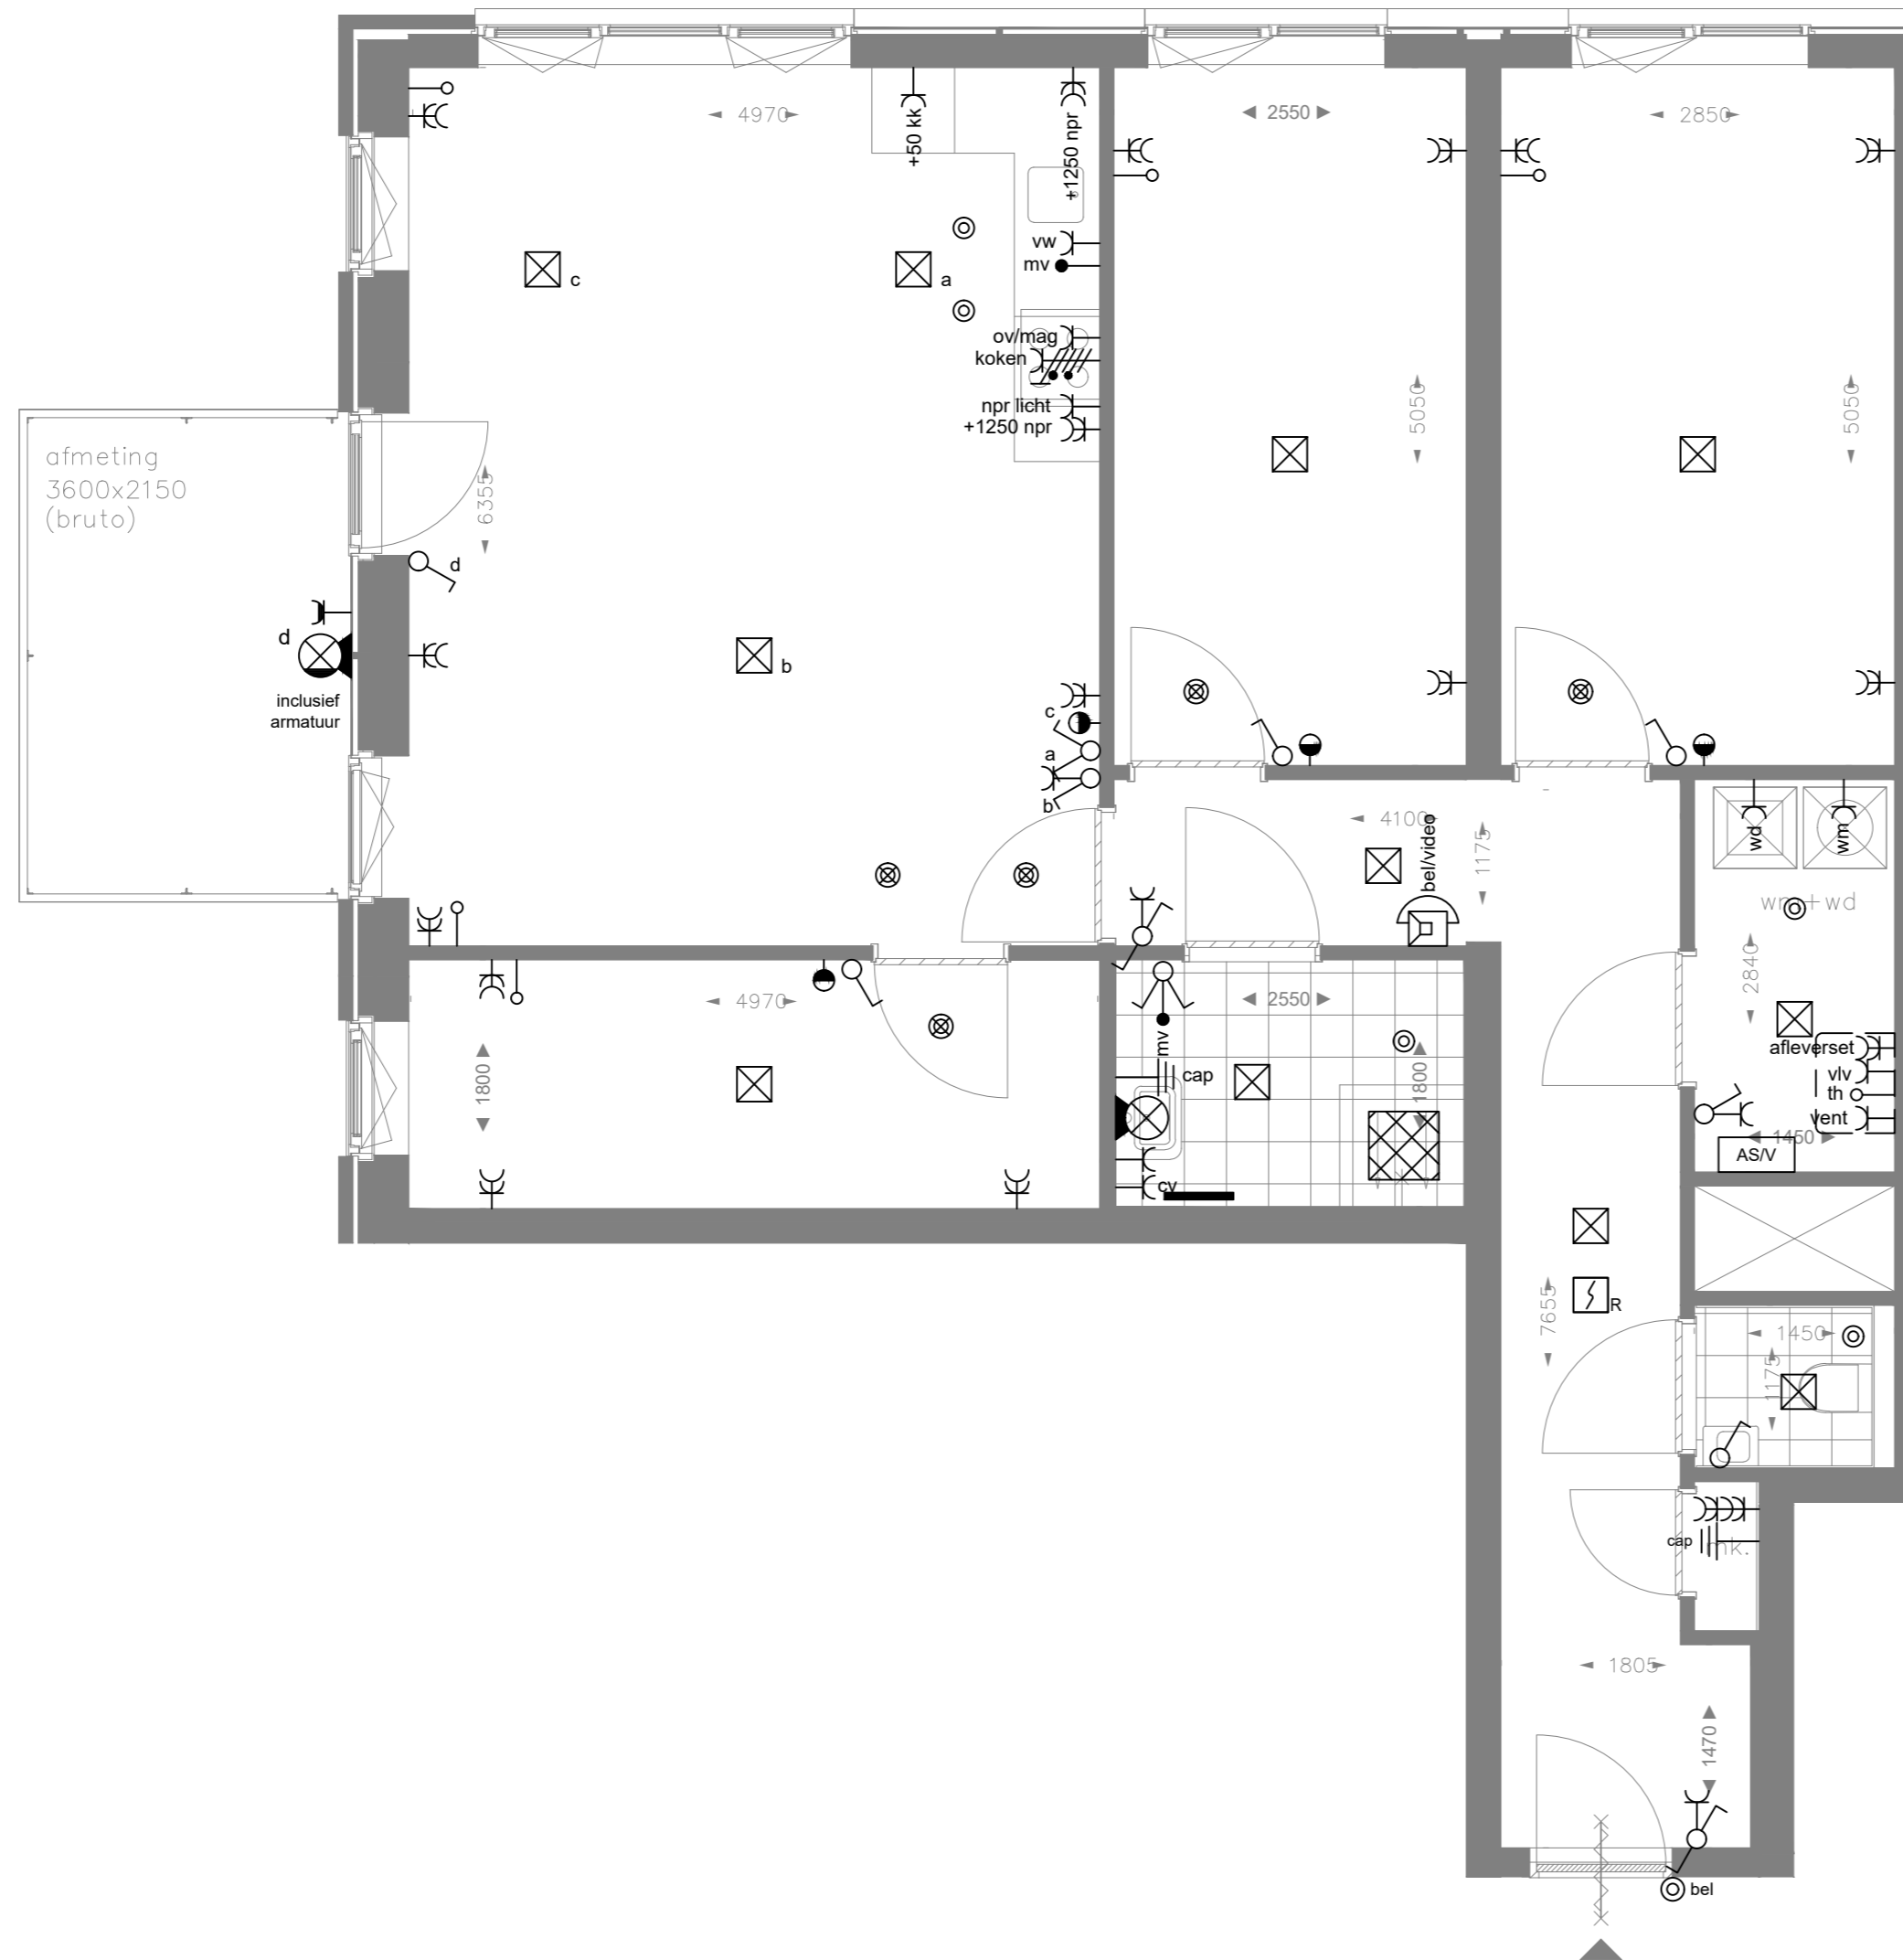 4970
2550
2850
+50 kk
+1250 npr
vw
mv
c
a
ov/mag
koken
npr licht
+1250 npr
5050
5050
afmeting
3600x2150
(bruto)
6355
d
d
inclusief
armatuur
b
c
a
b
4100
bel/video
1175
wd
wm
wm+wd
2840
4970
2550
1800
mv
cap
1800
cv
afleverset
vlv
th
vent
1450
AS/V
R
7655
1450
1175
cap
mk.
1805
1470
bel